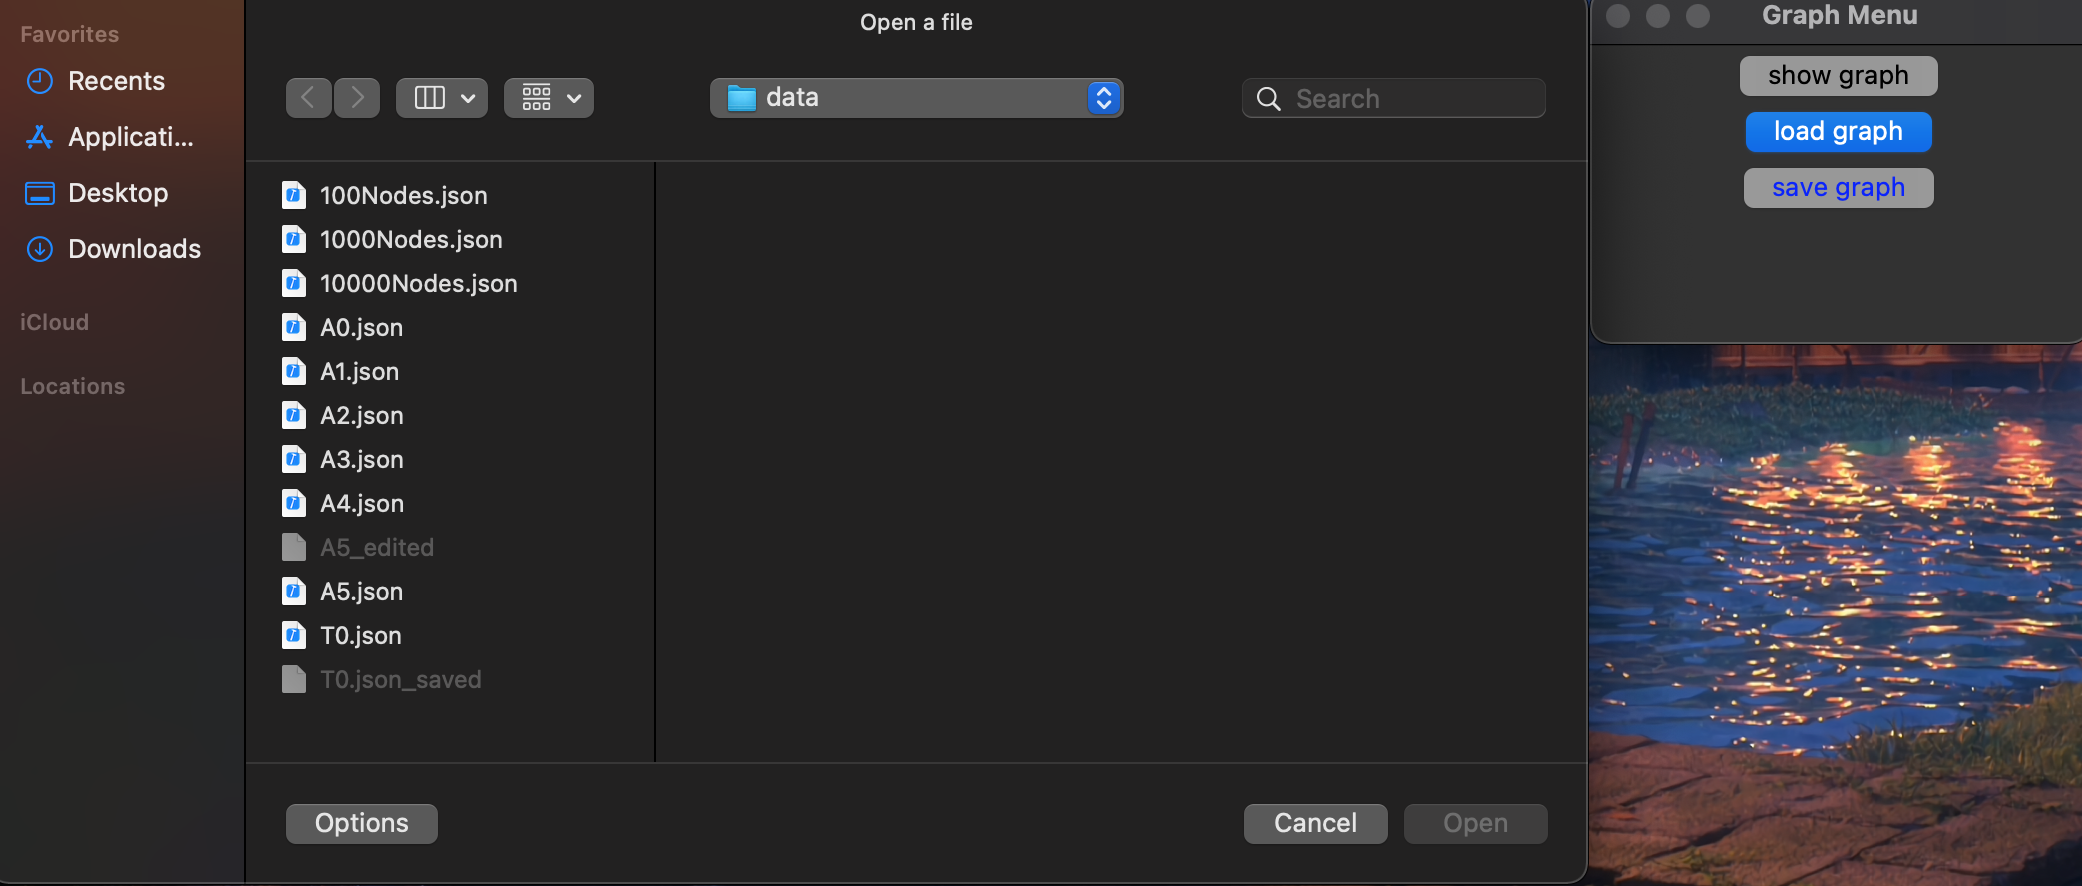 Favorites
Recents
Applicati...
Desktop
Downloads
iCloud
Locations
Open a file
data
Search
100Nodes.json
1000Nodes.json
10000Nodes.json
A0.json
A1.json
A2.json
A3.json
A4.json
A5_edited
A5.json
T0.json
T0.json_saved
Options
Cancel
Open
Graph Menu
show graph
load graph
save graph